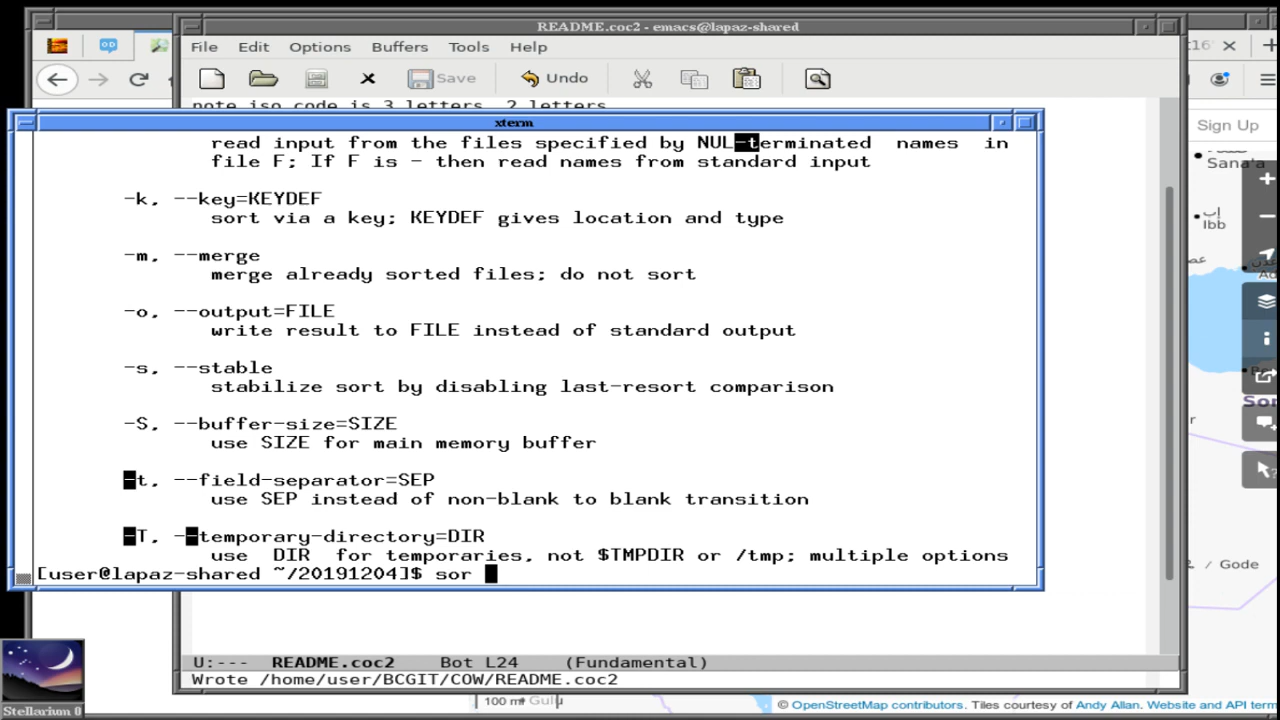 README.coc2 - emacs@lapaz-shared
File Edit Options Buffers Tools Help
Save Undo
note iso code is 3 letters, 2 letters
xterm
read input from the files specified by NUL-terminated names in
file F; If F is - then read names from standard input
-k, --key=KEYDEF
sort via a key; KEYDEF gives location and type
-m, --merge
merge already sorted files; do not sort
-o, --output=FILE
write result to FILE instead of standard output
-s, --stable
stabilize sort by disabling last-resort comparison
-S, --buffer-size=SIZE
use SIZE for main memory buffer
-t, --field-separator=SEP
use SEP instead of non-blank to blank transition
-T, --temporary-directory=DIR
use DIR for temporaries, not $TMPDIR or /tmp; multiple options
[user@lapaz-shared ~/20191204]$ sor
U:--- README.coc2 Bot L24 (Fundamental)
Wrote /home/user/BCGIT/COW/README.coc2
Sign Up
Sana'a
إب
Ibb
/ Gode
100 m
© OpenStreetMap contributors. Tiles courtesy of Andy Allan. Website and API
Stellarium 0